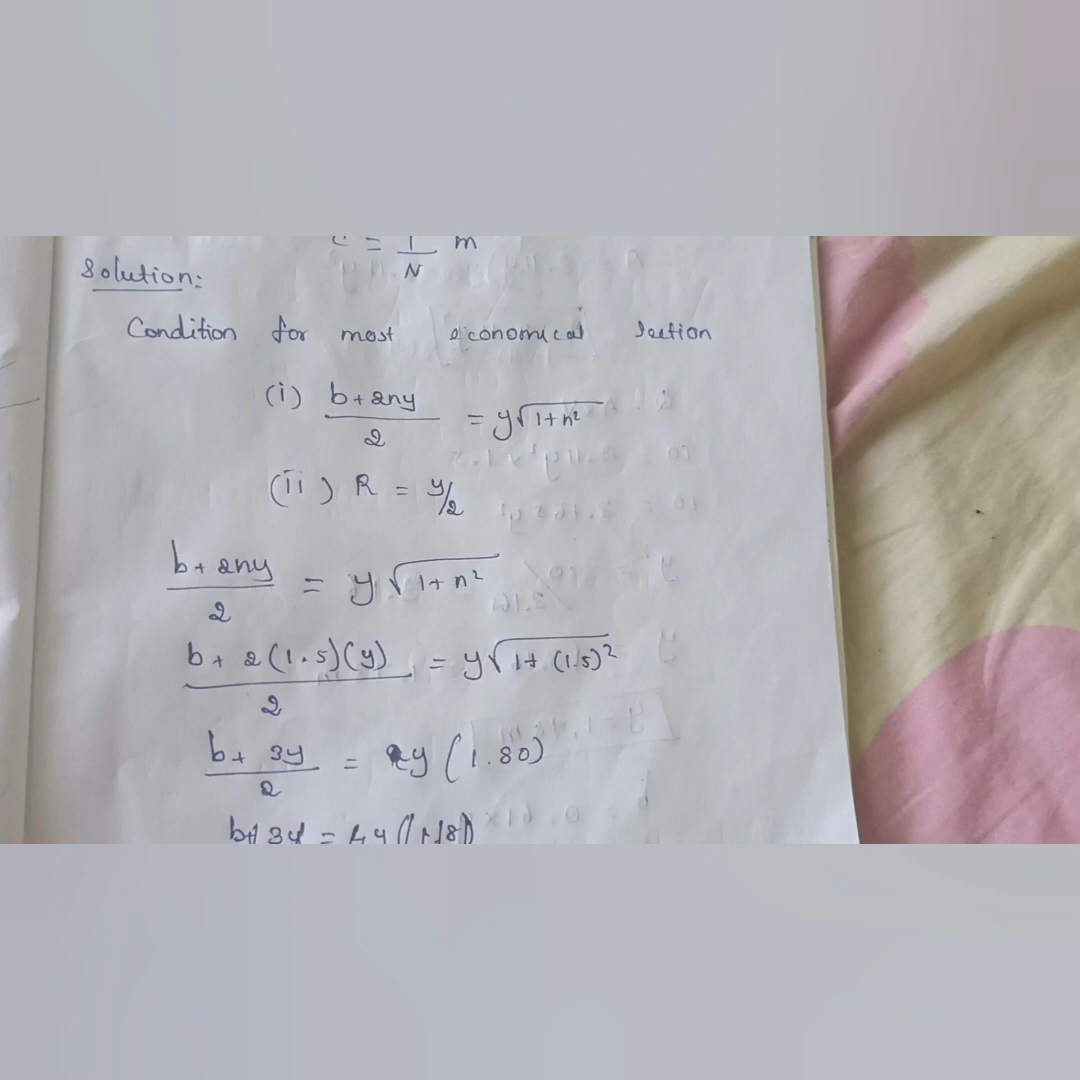 = 1/N m
Solution:
Condition for most economical section
(i) (b+2ny)/2 = y√(1+n²)
(ii) R = y/2
(b+2ny)/2 = y√(1+n²)
(b+2(1.5)(y))/2 = y√(1+(1.5)²)
(b+3y)/2 = y(1.80)